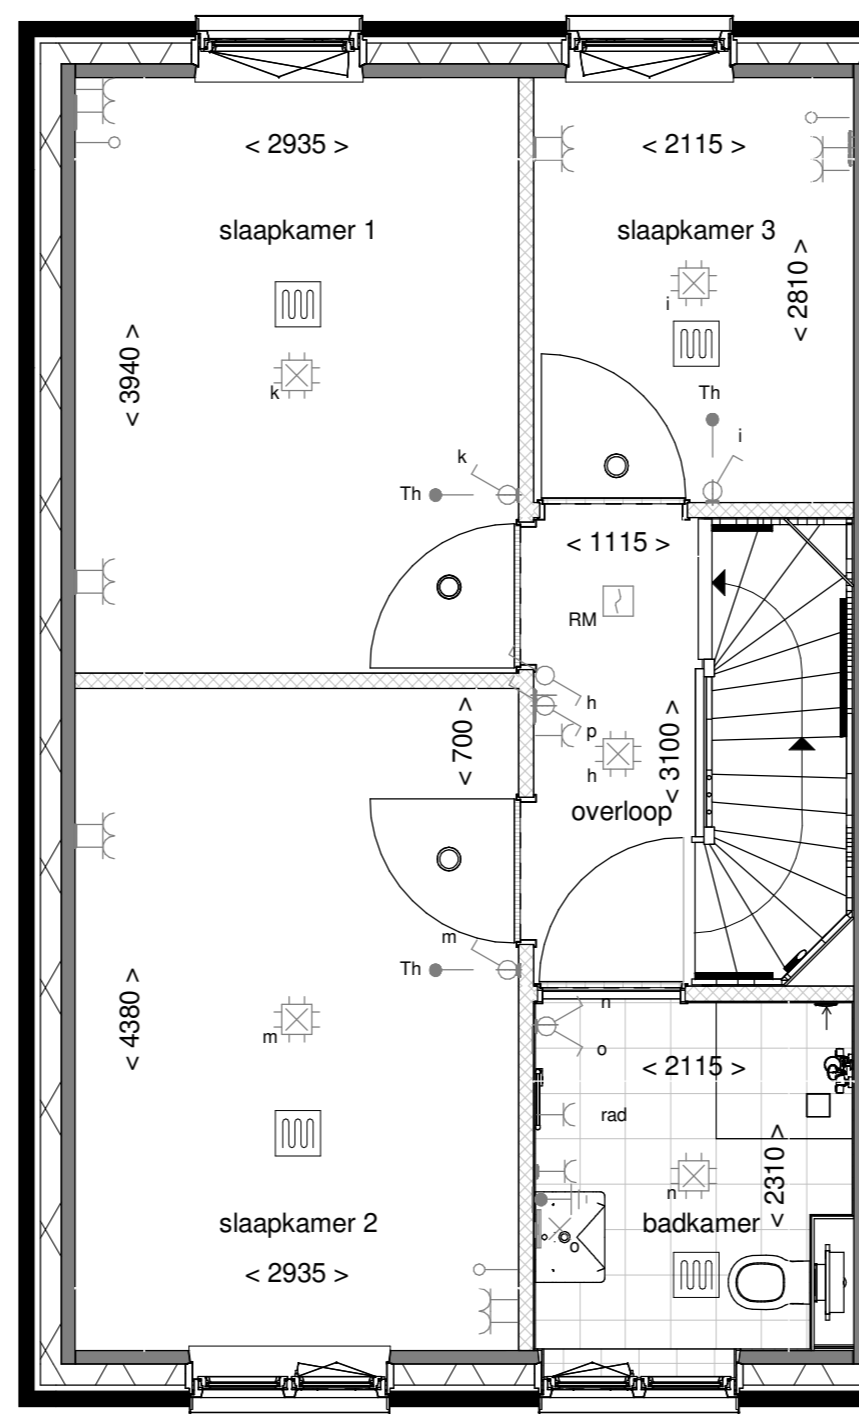 < 2935 >
< 2115 >
slaapkamer 1
slaapkamer 3
< 2810 >
i
< 3940 >
k
Th
i
k
Th
< 1115 >
RM
h
p
< 700 >
h
< 3100 >
overloop
m
Th
< 4380 >
m
n
o
< 2115 >
rad
n
< 2310 >
slaapkamer 2
badkamer
< 2935 >